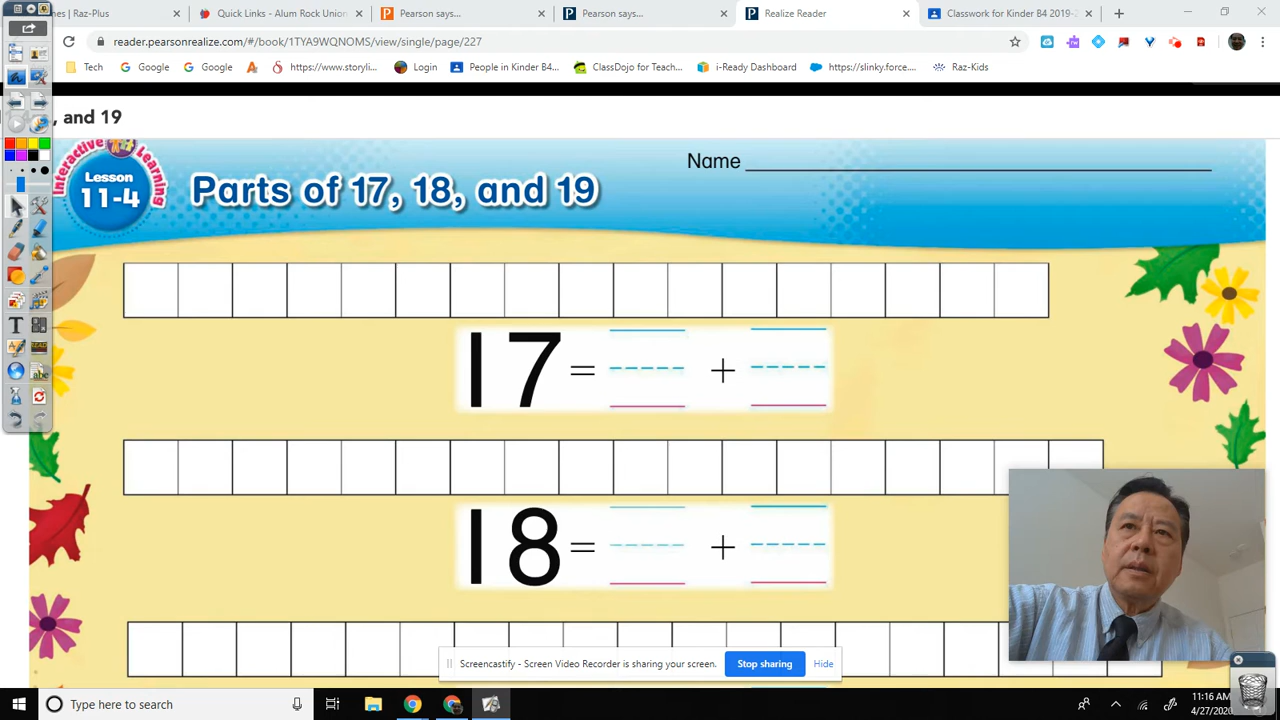 nes | Raz-Plus
Quick Links - Alum Rock Union
Pearson says...
Pearson says...
Realize Reader
Classwork for Kinder B4 2019-2
reader.pearsonrealize.com/#/book/1TYA9WQNOMS/view/single/page/227
Tech
Google
Google
https://www.storyli...
Login
People in Kinder B4...
ClassDojo for Teach...
i-Ready Dashboard
https://slinky.force....
Raz-Kids
, and 19
Interactive Learning
Lesson
11-4
Parts of 17, 18, and 19
Name
17 = +
18 = +
Screencastify - Screen Video Recorder is sharing your screen.
Stop sharing
Hide
Type here to search
11:16 AM
4/27/2020